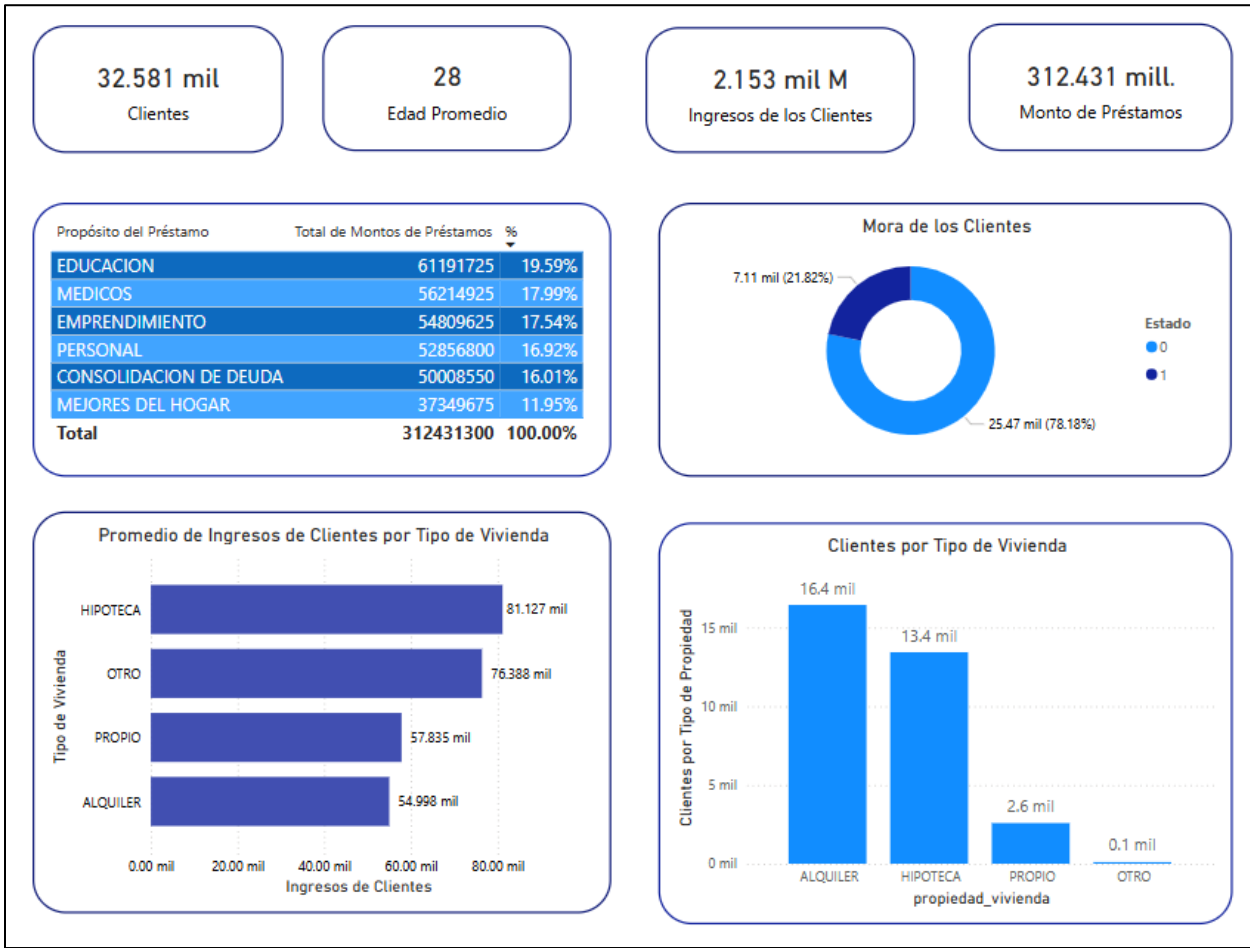 32.581 mil
Clientes
28
Edad Promedio
2.153 mil M
Ingresos de los Clientes
312.431 mill.
Monto de Préstamos
Propósito del Préstamo Total de Montos de Préstamos %
EDUCACION 61191725 19.59%
MEDICOS 56214925 17.99%
EMPRENDIMIENTO 54809625 17.54%
PERSONAL 52856800 16.92%
CONSOLIDACION DE DEUDA 50008550 16.01%
MEJORES DEL HOGAR 37349675 11.95%
Total 312431300 100.00%
Mora de los Clientes
7.11 mil (21.82%)
25.47 mil (78.18%)
Estado
0
1
Promedio de Ingresos de Clientes por Tipo de Vivienda
Tipo de Vivienda
HIPOTECA 81.127 mil
OTRO 76.388 mil
PROPIO 57.835 mil
ALQUILER 54.998 mil
0.00 mil 20.00 mil 40.00 mil 60.00 mil 80.00 mil
Ingresos de Clientes
Clientes por Tipo de Vivienda
Clientes por Tipo de Propiedad
15 mil
10 mil
5 mil
0 mil
16.4 mil
13.4 mil
2.6 mil
0.1 mil
ALQUILER HIPOTECA PROPIO OTRO
propiedad_vivienda